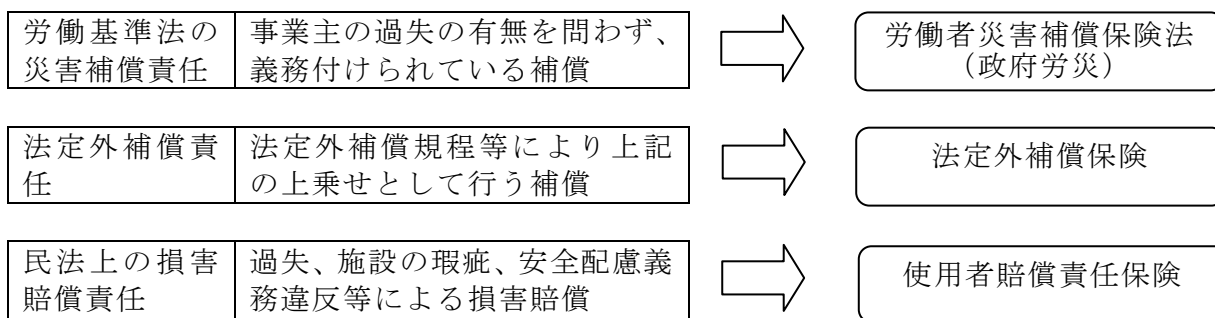 労働基準法の
災害補償責任
事業主の過失の有無を問わず、
義務付けられている補償
労働者災害補償保険法
（政府労災）
法定外補償責
任
法定外補償規程等により上記
の上乗せとして行う補償
法定外補償保険
民法上の損害
賠償責任
過失、施設の瑕疵、安全配慮義
務違反等による損害賠償
使用者賠償責任保険